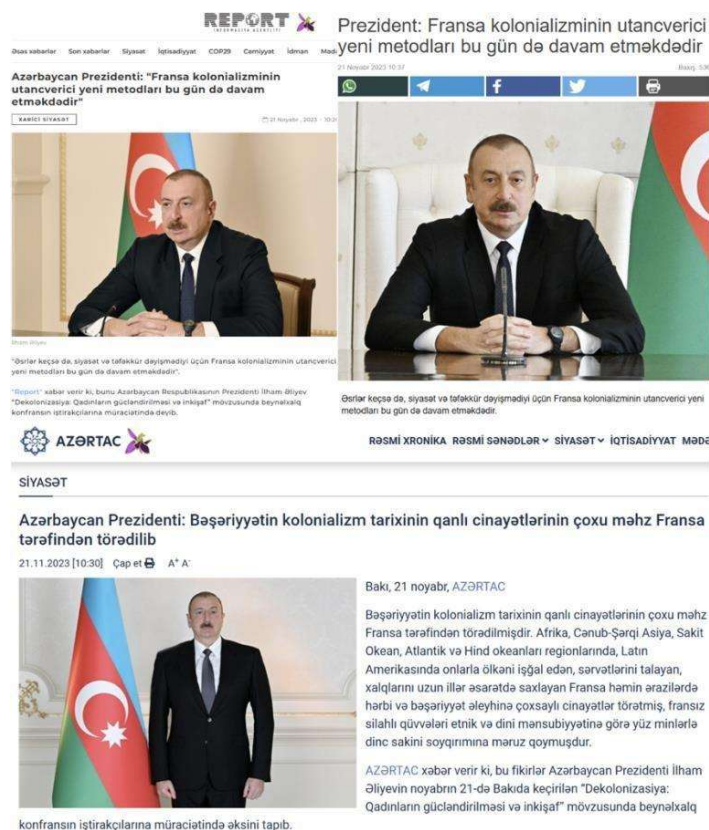 REPORT
İNFORMASİYA AGENTLİYİ
Əsas xəbərlər Son xəbərlər Siyasət İqtisadiyyat COP29 Cəmiyyət İdman
Azərbaycan Prezidenti: "Fransa kolonializminin
utancverici yeni metodları bu gün də davam
etməkdədir"
XARİCİ SİYASƏT
21 Noyabr, 2023
İlham Əliyev
"Əsrlər keçsə də, siyasət və təfəkkür dəyişmədiyi üçün Fransa kolonializminin utancverici
yeni metodları bu gün də davam etməkdədir".
"Report" xəbər verir ki, bunu Azərbaycan Respublikasının Prezidenti İlham Əliyev
"Dekolonizasiya: Qadınların gücləndirilməsi və inkişaf" mövzusunda beynəlxalq
konfransın iştirakçılarına müraciətində deyib.
Prezident: Fransa kolonializminin utancverici
yeni metodları bu gün də davam etməkdədir
21 Noyabr 2023 10:37
Əsrlər keçsə də, siyasət və təfəkkür dəyişmədiyi üçün Fransa kolonializminin utancverici yeni
metodları bu gün də davam etməkdədir.
AZƏRTAC
RƏSMİ XRONİKA RƏSMİ SƏNƏDLƏR SİYASƏT İQTİSADİYYAT
SİYASƏT
Azərbaycan Prezidenti: Bəşəriyyətin kolonializm tarixinin qanlı cinayətlərinin çoxu məhz Fransa
tərəfindən törədilib
21.11.2023 [10:30] Çap et A+ A-
Bakı, 21 noyabr, AZƏRTAC
Bəşəriyyətin kolonializm tarixinin qanlı cinayətlərinin çoxu məhz
Fransa tərəfindən törədilmişdir. Afrika, Cənub-Şərqi Asiya, Sakit
Okean, Atlantik və Hind okeanları regionlarında, Latın
Amerikasında onlarla ölkəni işğal edən, sərvətlərini talayan,
xalqlarını uzun illər əsarətdə saxlayan Fransa həmin ərazilərdə
hərbi və bəşəriyyət əleyhinə çoxsaylı cinayətlər törətmiş, fransız
silahlı qüvvələri etnik və dini mənsubiyyətinə görə yüz minlərlə
dinc sakini soyqırımına məruz qoymuşdur.
AZƏRTAC xəbər verir ki, bu fikirlər Azərbaycan Prezidenti İlham
Əliyevin noyabrın 21-də Bakıda keçirilən "Dekolonizasiya:
Qadınların gücləndirilməsi və inkişaf" mövzusunda beynəlxalq
konfransın iştirakçılarına müraciətində əksini tapıb.